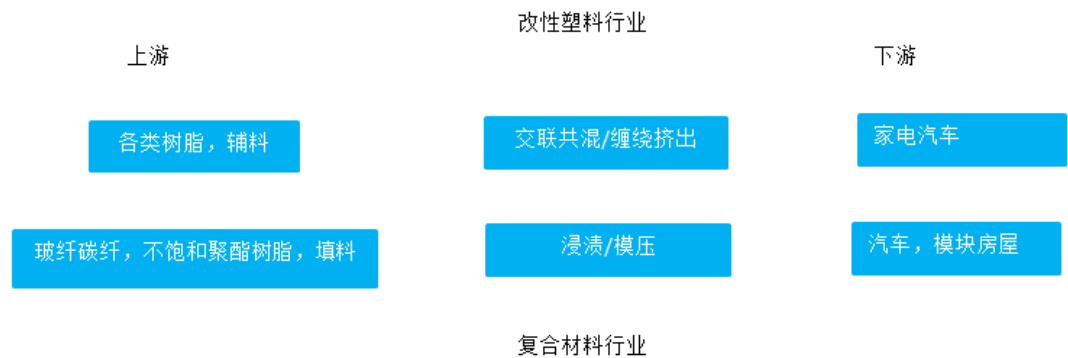 改性塑料行业
上游
下游
各类树脂，辅料
交联共混/缠绕挤出
家电汽车
玻纤碳纤，不饱和聚酯树脂，填料
浸渍/模压
汽车，模块房屋
复合材料行业